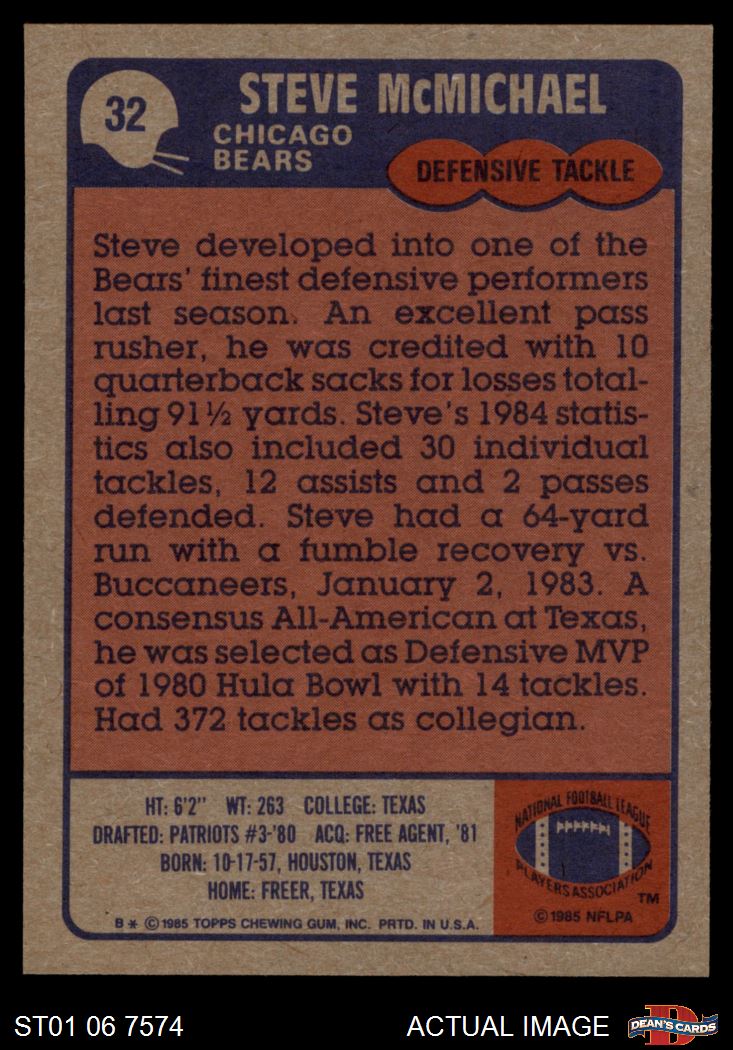 32
STEVE McMICHAEL
CHICAGO
BEARS
DEFENSIVE TACKLE
Steve developed into one of the
Bears' finest defensive performers
last season. An excellent pass
rusher, he was credited with 10
quarterback sacks for losses total-
ling 91½ yards. Steve's 1984 statis-
tics also included 30 individual
tackles, 12 assists and 2 passes
defended. Steve had a 64-yard
run with a fumble recovery vs.
Buccaneers, January 2, 1983. A
consensus All-American at Texas,
he was selected as Defensive MVP
of 1980 Hula Bowl with 14 tackles.
Had 372 tackles as collegian.
HT: 6'2" WT: 263 COLLEGE: TEXAS
DRAFTED: PATRIOTS #3-'80 ACQ: FREE AGENT, '81
BORN: 10-17-57, HOUSTON, TEXAS
HOME: FREER, TEXAS
B* © 1985 TOPPS CHEWING GUM, INC. PRTD. IN U.S.A.
NATIONAL FOOTBALL LEAGUE
PLAYERS ASSOCIATION
TM
© 1985 NFLPA
ST01 06 7574
ACTUAL IMAGE
D
DEAN'S CARDS